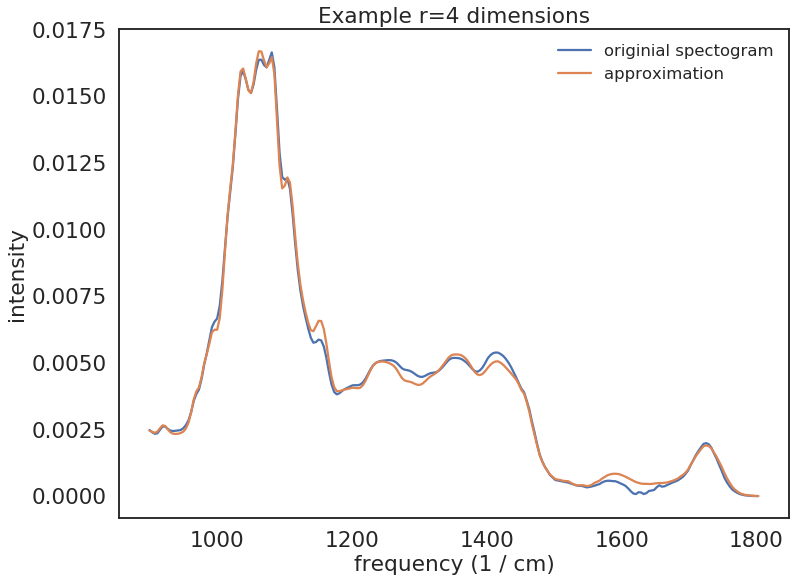 Example r=4 dimensions
originial spectogram
approximation
0.0175
0.0150
0.0125
0.0100
0.0075
0.0050
0.0025
0.0000
intensity
1000 1200 1400 1600 1800
frequency (1 / cm)